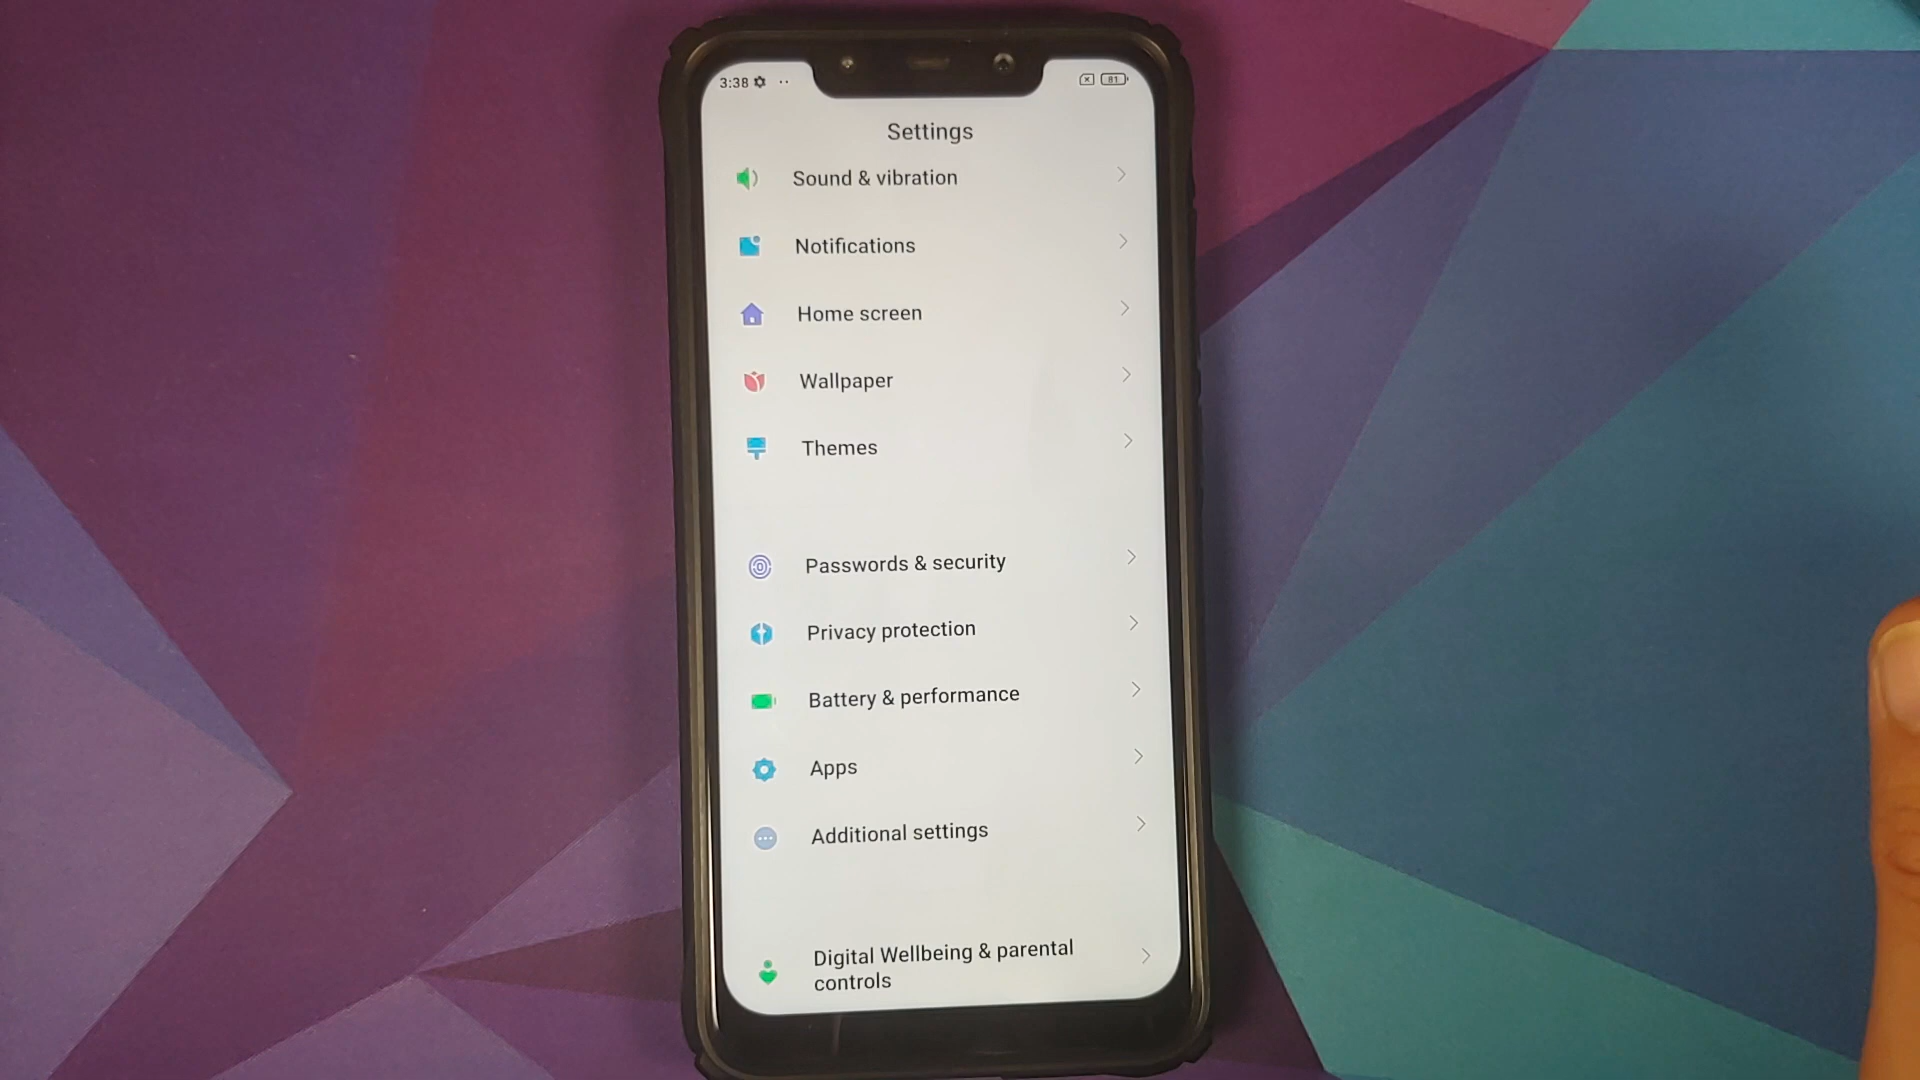 3:38
81
Settings
Sound & vibration
Notifications
Home screen
Wallpaper
Themes
Passwords & security
Privacy protection
Battery & performance
Apps
Additional settings
Digital Wellbeing & parental
controls